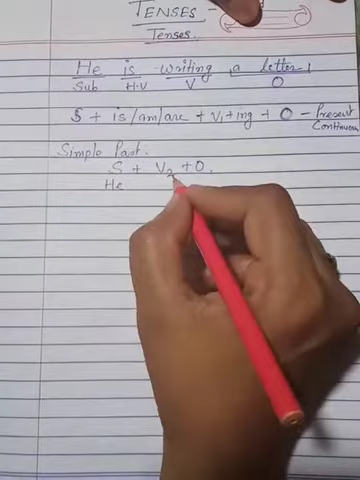 TENSES
Tenses.
He is writing a letter
Sub H.V V O
S + is/am/are + V1+ing + O - Present Continuous
Simple Past.
S + V2 + O.
He